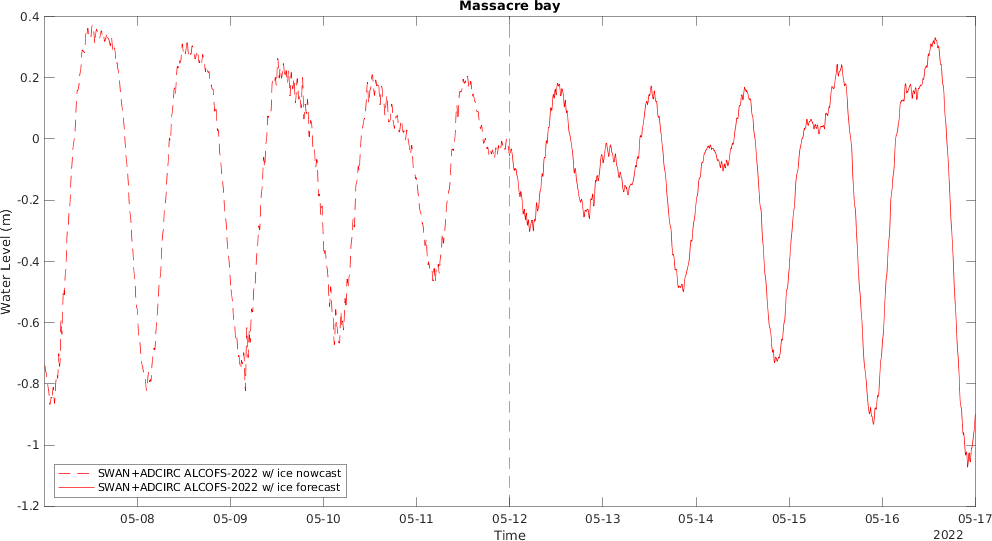 Massacre bay
Water Level (m)
0.4
0.2
0
-0.2
-0.4
-0.6
-0.8
-1
-1.2
SWAN+ADCIRC ALCOFS-2022 w/ ice nowcast
SWAN+ADCIRC ALCOFS-2022 w/ ice forecast
05-08 05-09 05-10 05-11 05-12 05-13 05-14 05-15 05-16 05-17
Time
2022